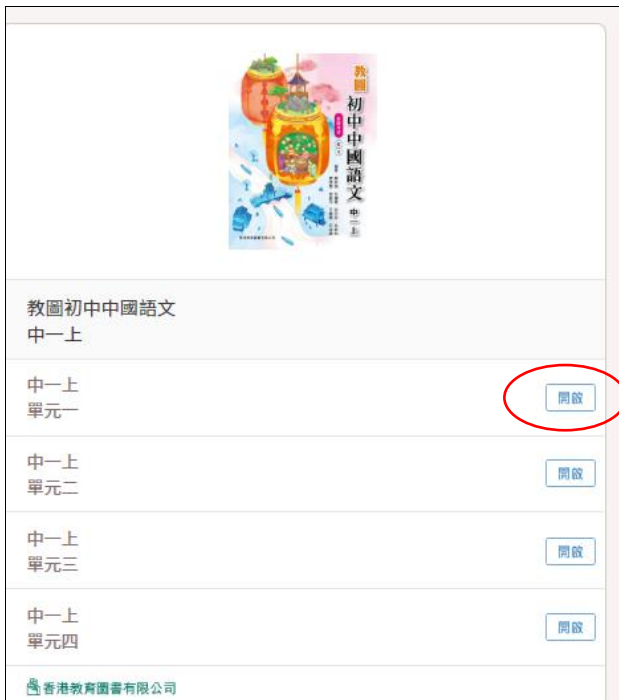 教圖
初中中國語文
中一上
教圖初中中國語文
中一上
中一上
單元一
開啟
中一上
單元二
開啟
中一上
單元三
開啟
中一上
單元四
開啟
香港教育圖書有限公司